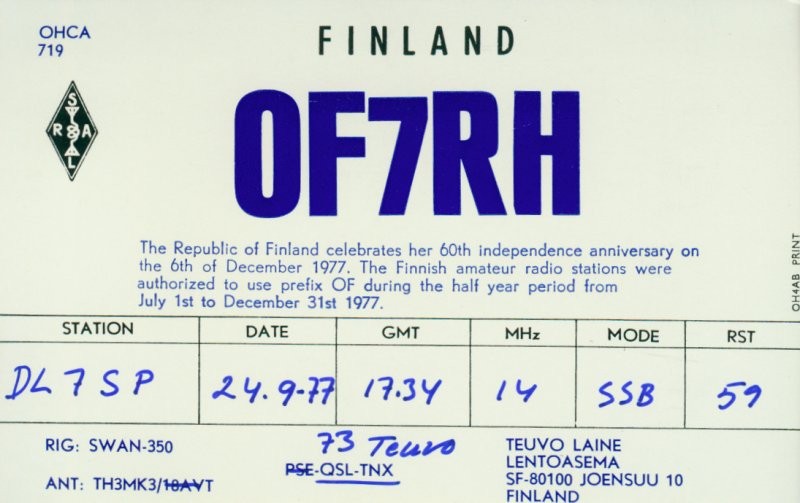 OHCA
719
FINLAND
S
R A
L
OF7RH
The Republic of Finland celebrates her 60th independence anniversary on
the 6th of December 1977. The Finnish amateur radio stations were
authorized to use prefix OF during the half year period from
July 1st to December 31st 1977.
OH4AB PRINT
STATION DATE GMT MHz MODE RST
DL7SP 24.9-77 17.34 14 SSB 59
RIG: SWAN-350
ANT: TH3MK3/18AVT
73 Teuvo
PSE-QSL-TNX
TEUVO LAINE
LENTOASEMA
SF-80100 JOENSUU 10
FINLAND